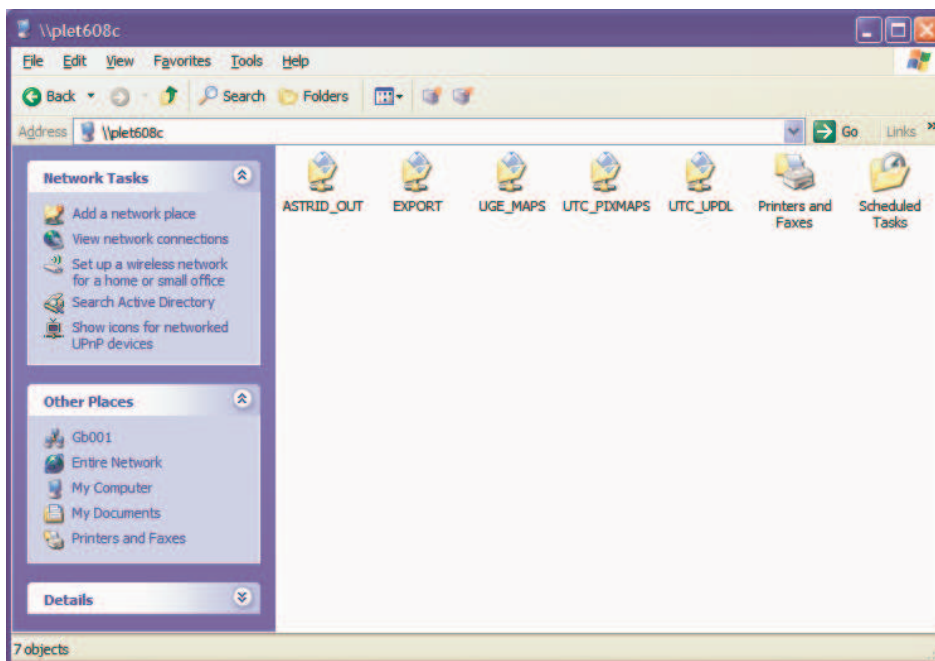 \\plet608c
File Edit View Favorites Tools Help
Back Search Folders
Address \\plet608c Go Links »
Network Tasks
Add a network place
View network connections
Set up a wireless network
for a home or small office
Search Active Directory
Show icons for networked
UPnP devices
Other Places
Gb001
Entire Network
My Computer
My Documents
Printers and Faxes
Details
ASTRID_OUT EXPORT UGE_MAPS UTC_PIXMAPS UTC_UPDL Printers and Scheduled
Faxes Tasks
7 objects